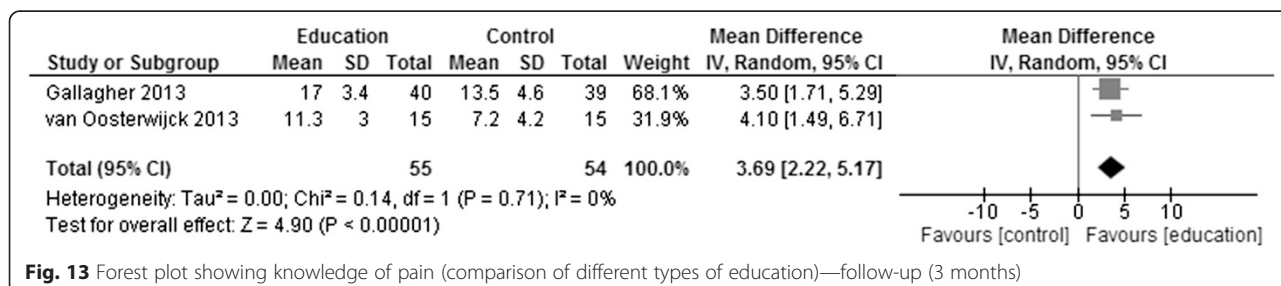 Education Control Mean Difference Mean Difference
Study or Subgroup Mean SD Total Mean SD Total Weight IV, Random, 95% CI IV, Random, 95% CI
Gallagher 2013 17 3.4 40 13.5 4.6 39 68.1% 3.50 [1.71, 5.29]
van Oosterwijck 2013 11.3 3 15 7.2 4.2 15 31.9% 4.10 [1.49, 6.71]
Total (95% CI) 55 54 100.0% 3.69 [2.22, 5.17]
Heterogeneity: Tau² = 0.00; Chi² = 0.14, df = 1 (P = 0.71); I² = 0%
Test for overall effect: Z = 4.90 (P < 0.00001)
-10 -5 0 5 10
Favours [control] Favours [education]
Fig. 13 Forest plot showing knowledge of pain (comparison of different types of education)—follow-up (3 months)